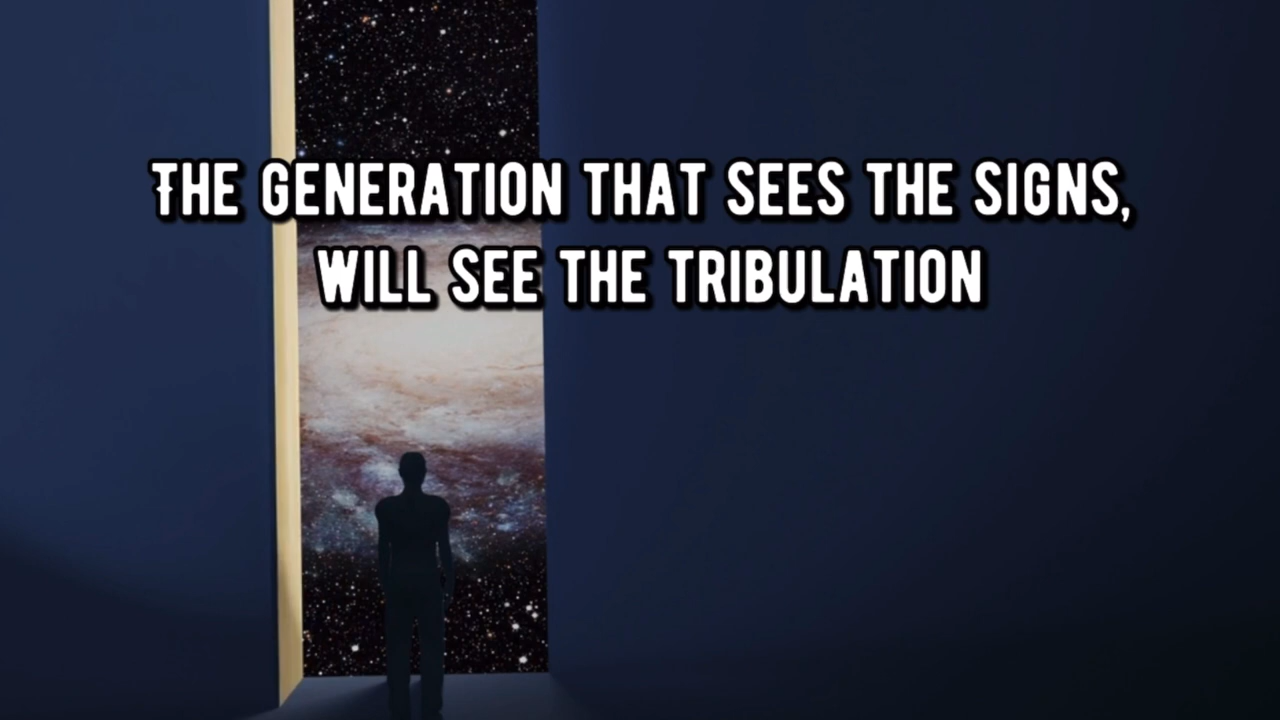 THE GENERATION THAT SEES THE SIGNS,
WILL SEE THE TRIBULATION